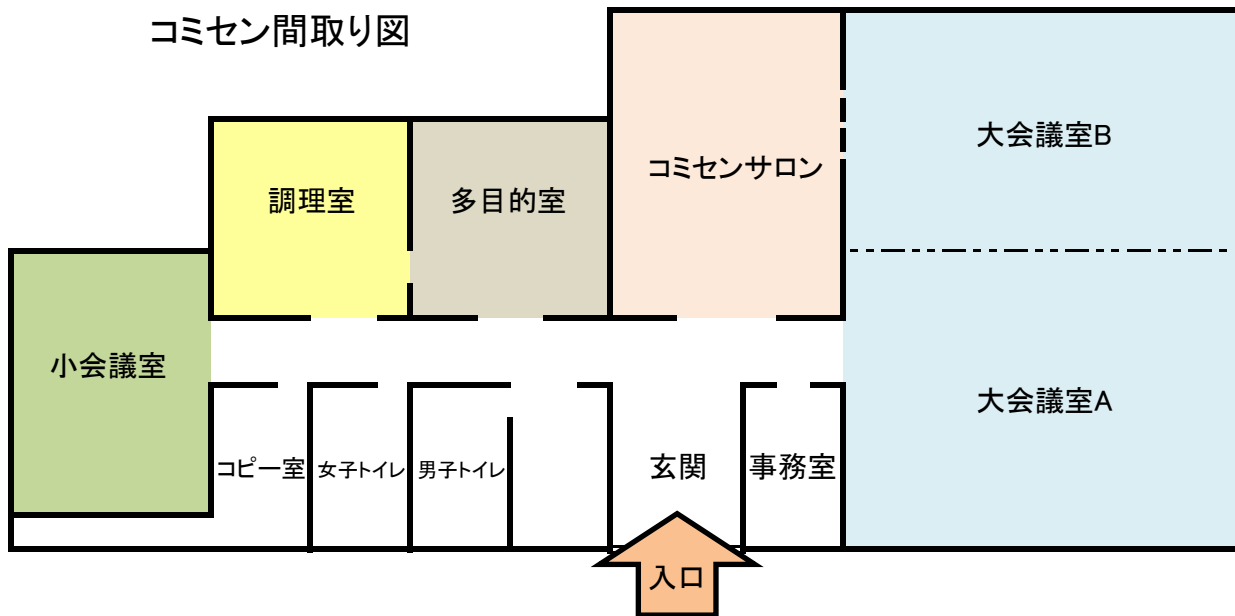 コミセン間取り図
大会議室B
コミセンサロン
調理室
多目的室
小会議室
大会議室A
コピー室
女子トイレ
男子トイレ
玄関
事務室
入口